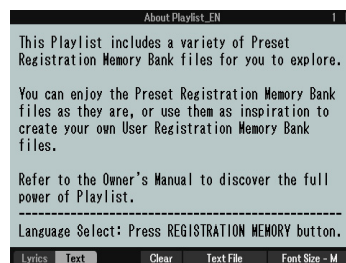 About Playlist_EN 1
This Playlist includes a variety of Preset
Registration Memory Bank files for you to explore.
You can enjoy the Preset Registration Memory Bank
files as they are, or use them as inspiration to
create your own User Registration Memory Bank
files.
Refer to the Owner's Manual to discover the full
power of Playlist.
--------------------------------------------------
Language Select: Press REGISTRATION MEMORY button.
Lyrics Text Clear Text File Font Size - M